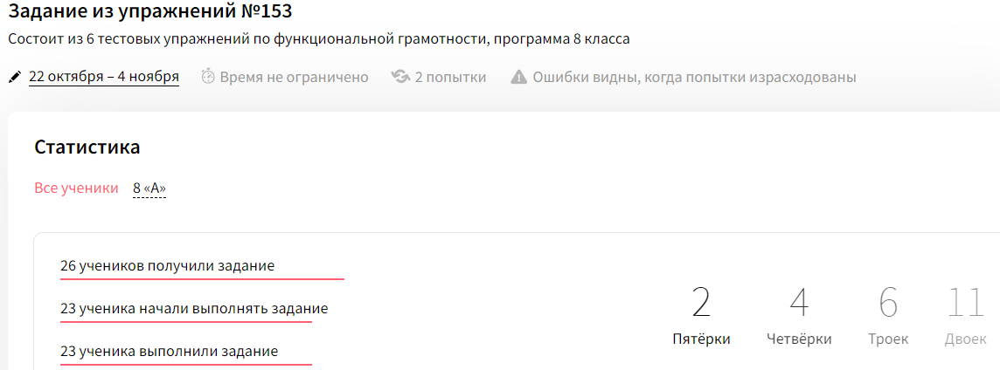 Задание из упражнений №153
Состоит из 6 тестовых упражнений по функциональной грамотности, программа 8 класса
22 октября – 4 ноября Время не ограничено 2 попытки Ошибки видны, когда попытки израсходованы
Статистика
Все ученики 8 «А»
26 учеников получили задание
23 ученика начали выполнять задание
23 ученика выполнили задание
2 4 6 11
Пятёрки Четвёрки Троек Двоек